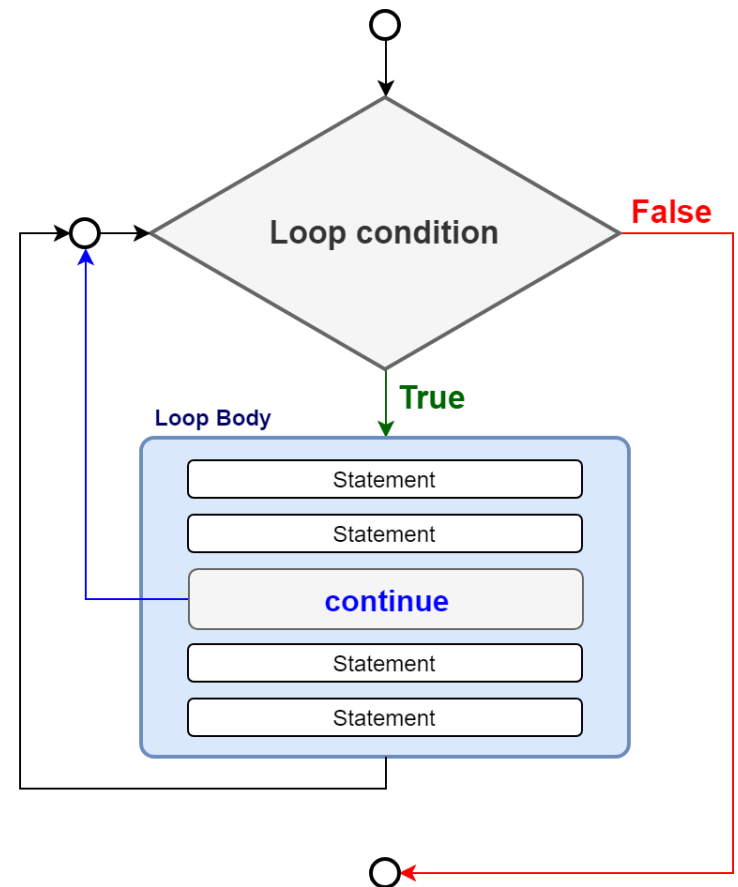 Loop condition
False
True
Loop Body
Statement
Statement
continue
Statement
Statement